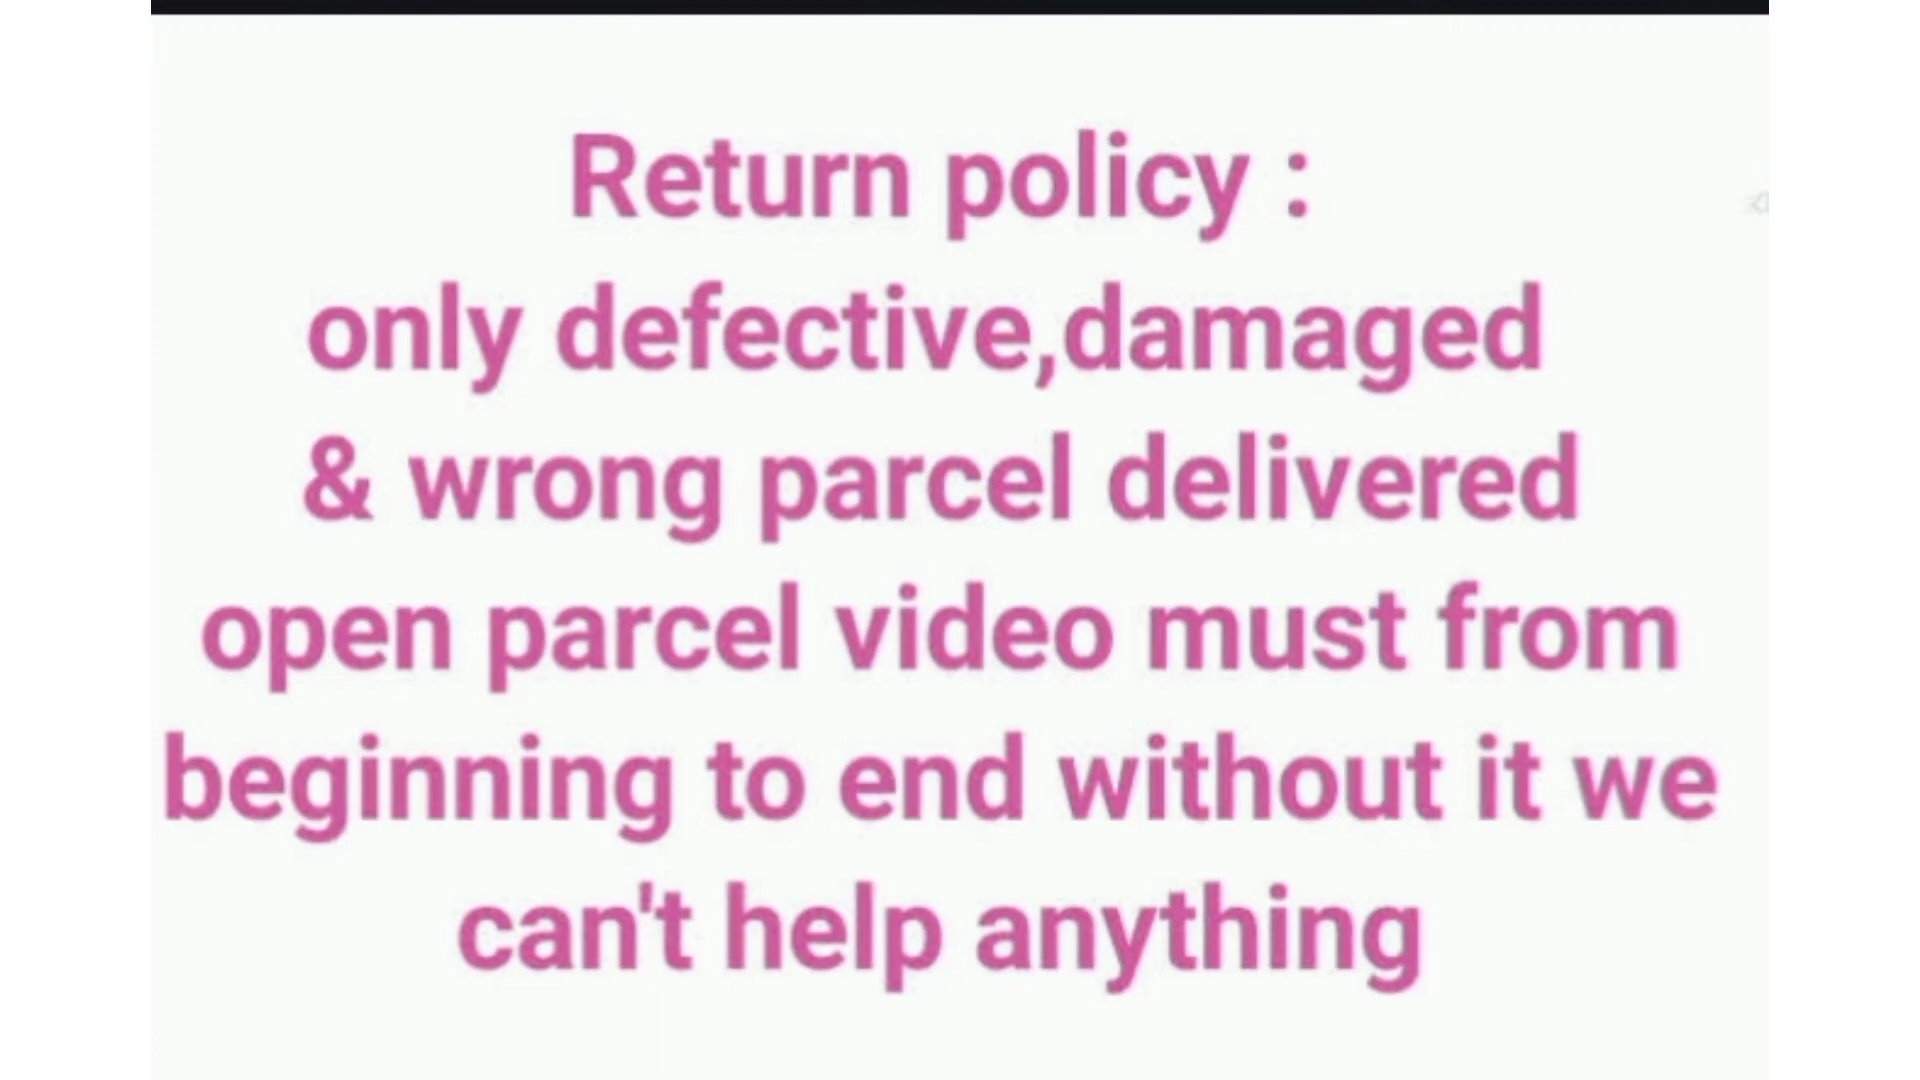 Return policy :
only defective,damaged
& wrong parcel delivered
open parcel video must from
beginning to end without it we
can't help anything